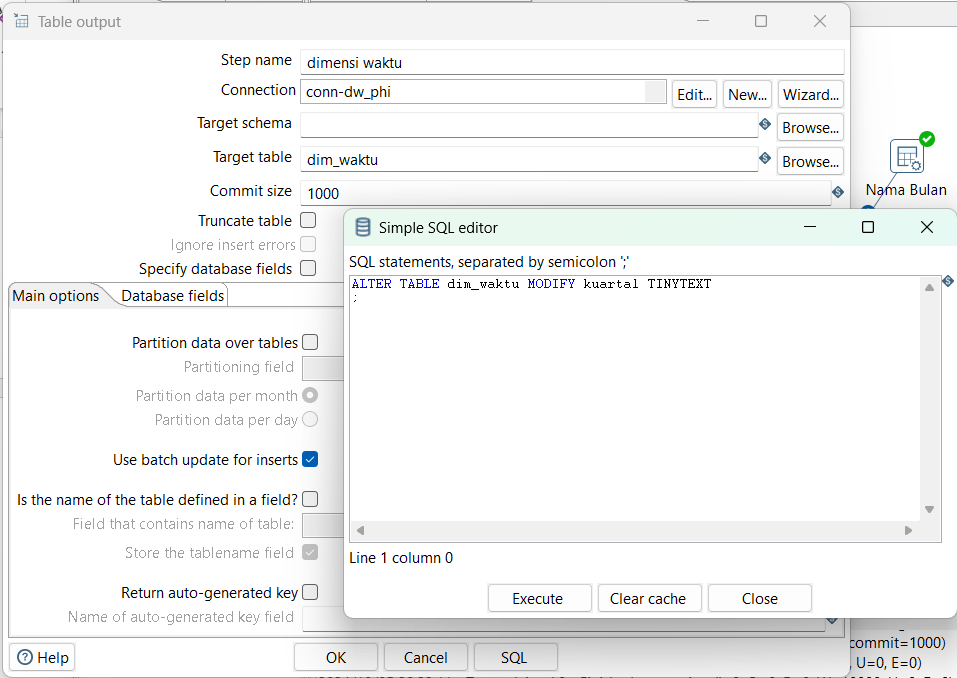 Table output
Step name dimensi waktu
Connection conn-dw_phi Edit... New... Wizard...
Target schema Browse...
Target table dim_waktu Browse...
Commit size 1000
Truncate table
Ignore insert errors
Specify database fields
Main options Database fields
Partition data over tables
Partitioning field
Partition data per month
Partition data per day
Use batch update for inserts
Is the name of the table defined in a field?
Field that contains name of table:
Store the tablename field
Return auto-generated key
Name of auto-generated key field
Help OK Cancel SQL
Nama Bulan
Simple SQL editor
SQL statements, separated by semicolon ';'
ALTER TABLE dim_waktu MODIFY kuartal TINYTEXT
;
Line 1 column 0
Execute Clear cache Close
commit=1000)
, U=0, E=0)